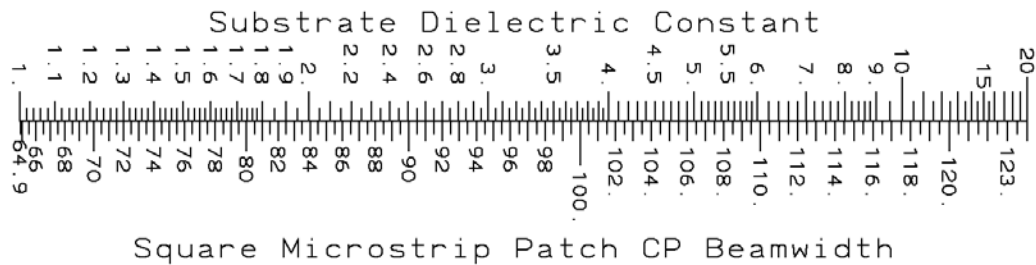 Substrate Dielectric Constant
1. 1.1 1.2 1.3 1.4 1.5 1.6 1.7 1.8 1.9 2. 2.2 2.4 2.6 2.8 3. 3.5 4. 4.5 5. 5.5 6. 7. 8. 9. 10 15 20
64.9 66 68 70 72 74 76 78 80 82 84 86 88 90 92 94 96 98 100. 102. 104. 106. 108. 110. 112. 114. 116. 118. 120. 123.
Square Microstrip Patch CP Beamwidth